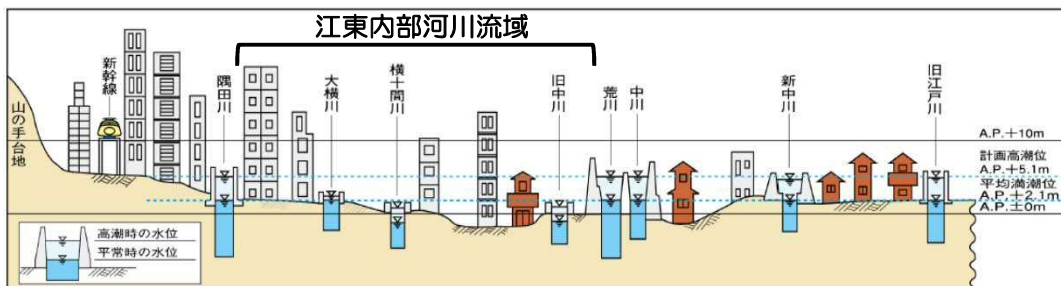 江東内部河川流域
山の手台地
新幹線
隅田川
大横川
横十間川
旧中川
荒川
中川
新中川
旧江戸川
A.P.+10m
計画高潮位
A.P.+5.1m
平均満潮位
A.P.+2.1m
A.P.±0m
高潮時の水位
平常時の水位